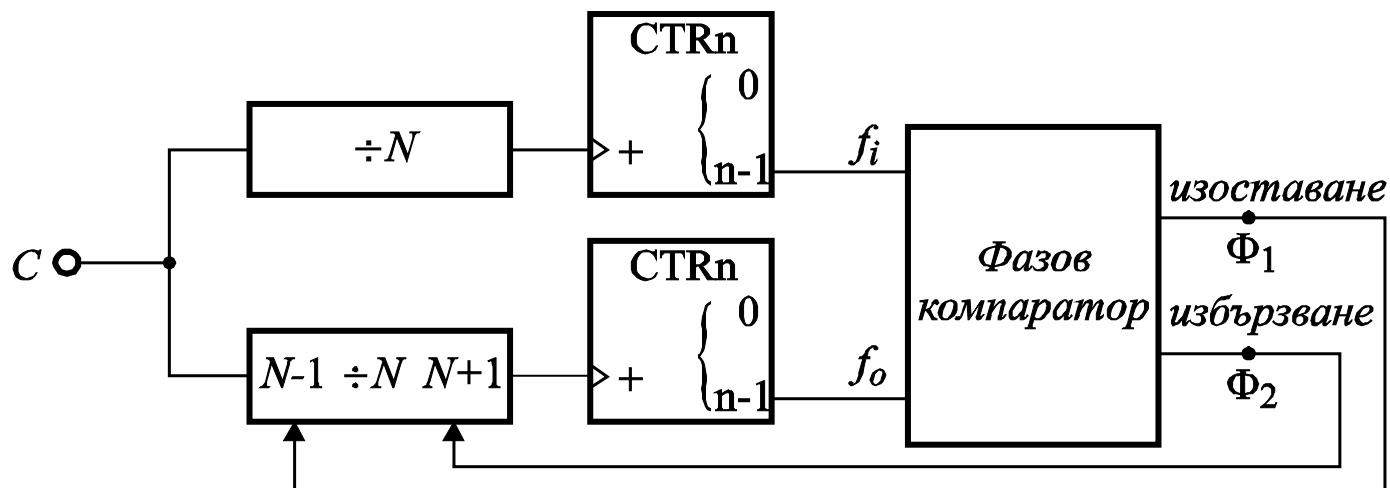 CTRn
0
÷N
+
n-1
f_i
изоставане
C
CTRn
Фазов
компаратор
Φ₁
0
избързване
N-1 ÷N N+1
+
n-1
f_o
Φ₂